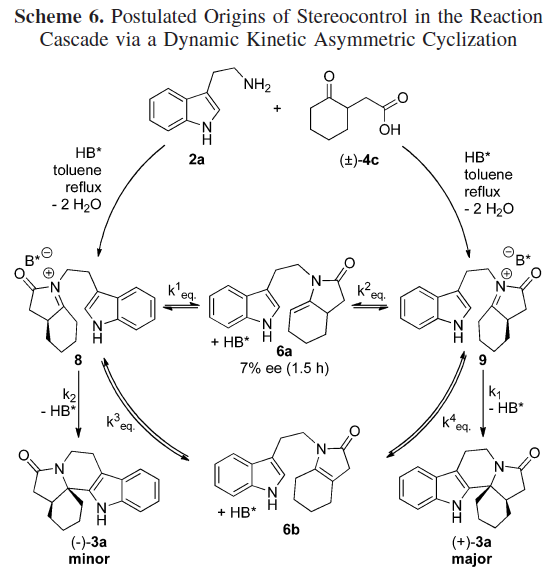 Scheme 6. Postulated Origins of Stereocontrol in the Reaction
Cascade via a Dynamic Kinetic Asymmetric Cyclization
NH2
N
H
2a
+
O
O
OH
(±)-4c
HB*
toluene
reflux
- 2 H2O
HB*
toluene
reflux
- 2 H2O
B*⊖
O
N
⊕
N
H
8
k1eq.
N
O
N
H
+ HB*
6a
7% ee (1.5 h)
k2eq.
⊖B*
N
⊕
O
N
H
9
k2
- HB*
k3eq.
k4eq.
k1
- HB*
O
N
N
H
(-)-3a
minor
N
O
N
H
+ HB*
6b
N
O
N
H
(+)-3a
major